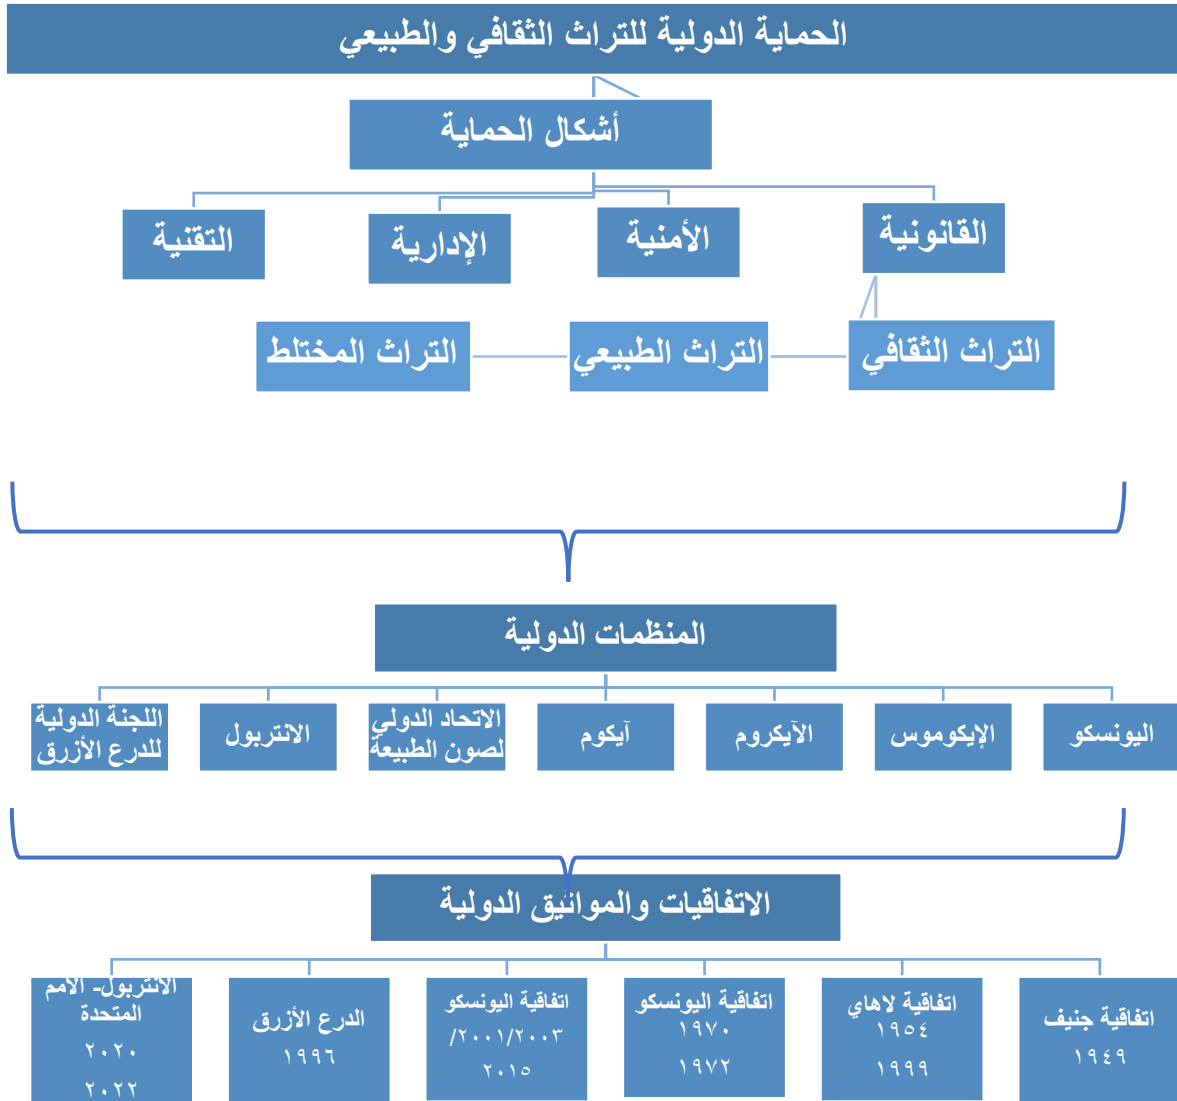 الحماية الدولية للتراث الثقافي والطبيعي
أشكال الحماية
القانونية
الأمنية
الإدارية
التقنية
التراث الثقافي
التراث الطبيعي
التراث المختلط
المنظمات الدولية
اليونسكو
الإيكوموس
الآيكروم
آيكوم
الاتحاد الدولي
لصون الطبيعة
الانتربول
اللجنة الدولية
للدرع الأزرق
الاتفاقيات والمواثيق الدولية
اتفاقية جنيف
١٩٤٩
اتفاقية لاهاي
١٩٥٤
١٩٩٩
اتفاقية اليونسكو
١٩٧٠
١٩٧٢
اتفاقية اليونسكو
٢٠٠١/٢٠٠٣/
٢٠١٥
الدرع الأزرق
١٩٩٦
الانتربول- الأمم
المتحدة
٢٠٢٠
٢٠٢٢